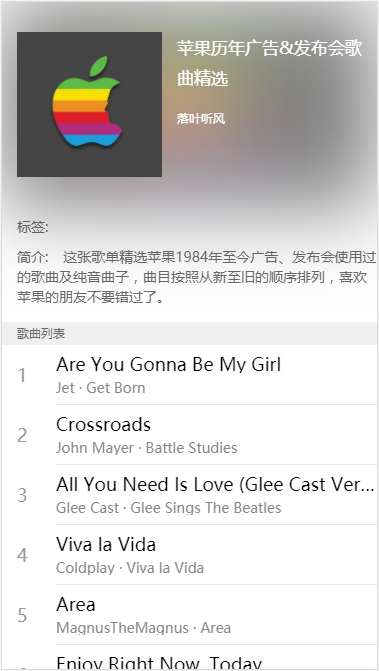 苹果历年广告&发布会歌
曲精选
落叶听风
标签:
简介: 这张歌单精选苹果1984年至今广告、发布会使用过
的歌曲及纯音曲子，曲目按照从新至旧的顺序排列，喜欢
苹果的朋友不要错过了。
歌曲列表
1 Are You Gonna Be My Girl
Jet · Get Born
2 Crossroads
John Mayer · Battle Studies
3 All You Need Is Love (Glee Cast Ver...
Glee Cast · Glee Sings The Beatles
4 Viva la Vida
Coldplay · Viva la Vida
5 Area
MagnusTheMagnus · Area
Enjoy Right Now, Today